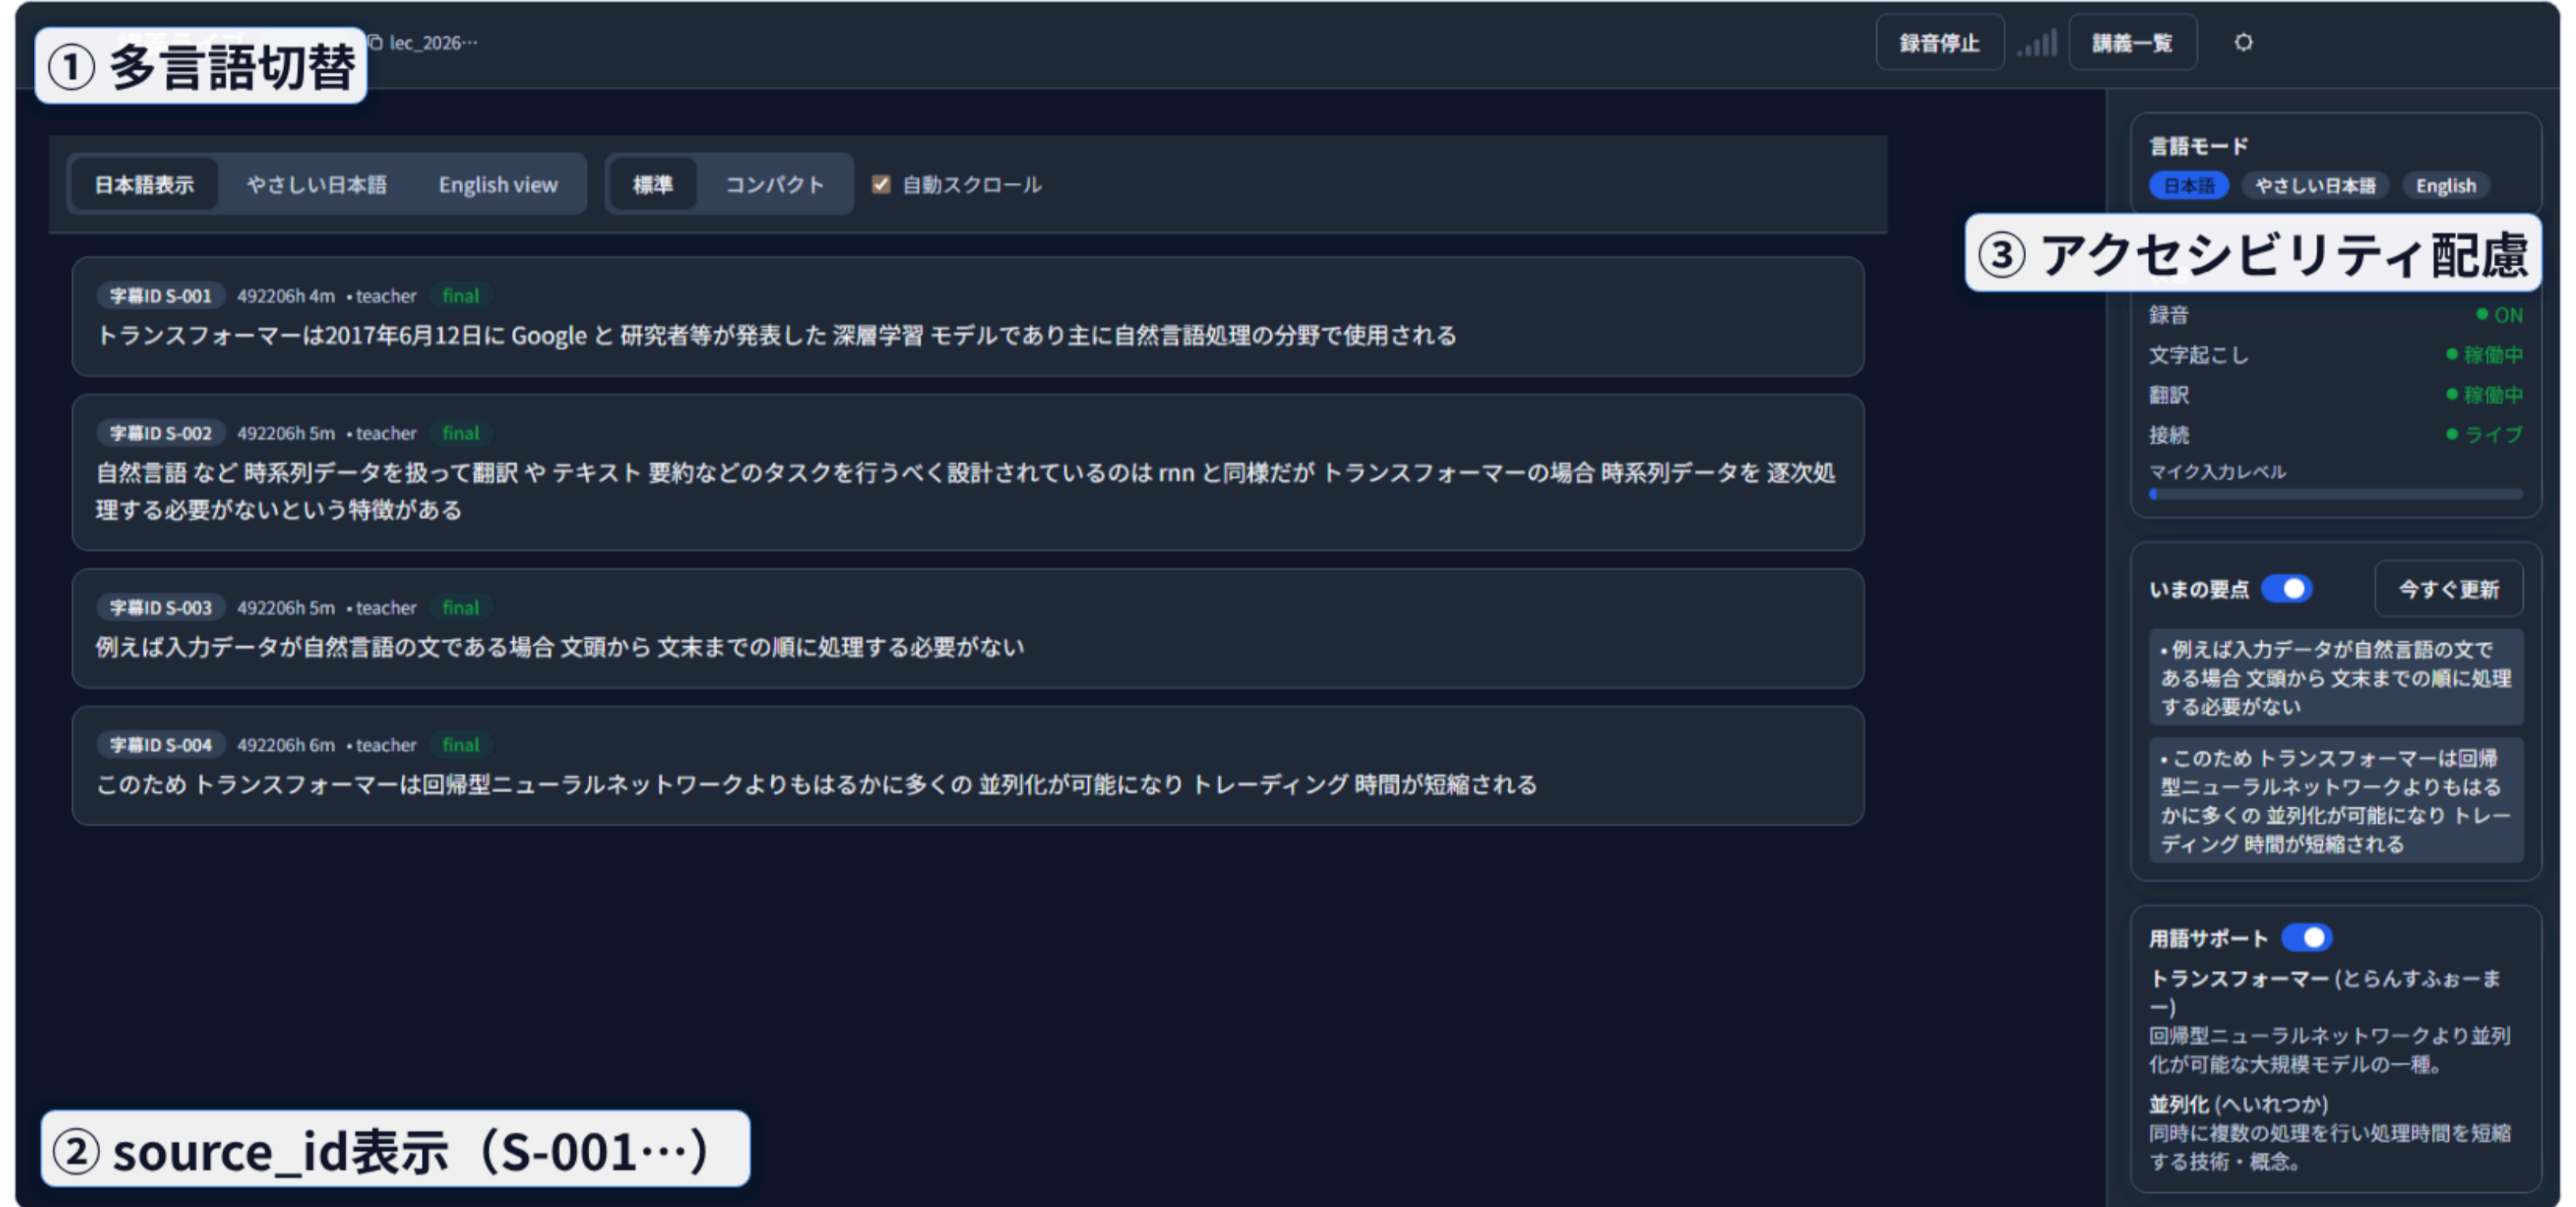 ① 多言語切替
lec_2026…
録音停止
講義一覧
日本語表示 やさしい日本語 English view 標準 コンパクト 自動スクロール
字幕ID S-001 492206h 4m • teacher final
トランスフォーマーは2017年6月12日に Google と 研究者等が発表した 深層学習 モデルであり主に自然言語処理の分野で使用される
字幕ID S-002 492206h 5m • teacher final
自然言語 など 時系列データを扱って翻訳 や テキスト 要約などのタスクを行うべく設計されているのは rnn と同様だが トランスフォーマーの場合 時系列データを 逐次処
理する必要がないという特徴がある
字幕ID S-003 492206h 5m • teacher final
例えば入力データが自然言語の文である場合 文頭から 文末までの順に処理する必要がない
字幕ID S-004 492206h 6m • teacher final
このため トランスフォーマーは回帰型ニューラルネットワークよりもはるかに多くの 並列化が可能になり トレーディング 時間が短縮される
② source_id表示（S-001…）
言語モード
日本語 やさしい日本語 English
③ アクセシビリティ配慮
録音 ON
文字起こし 稼働中
翻訳 稼働中
接続 ライブ
マイク入力レベル
いまの要点 今すぐ更新
• 例えば入力データが自然言語の文で
ある場合 文頭から 文末までの順に処理
する必要がない
• このため トランスフォーマーは回帰
型ニューラルネットワークよりもはる
かに多くの 並列化が可能になり トレー
ディング 時間が短縮される
用語サポート
トランスフォーマー (とらんすふぉーま
ー)
回帰型ニューラルネットワークより並列
化が可能な大規模モデルの一種。
並列化 (へいれつか)
同時に複数の処理を行い処理時間を短縮
する技術・概念。